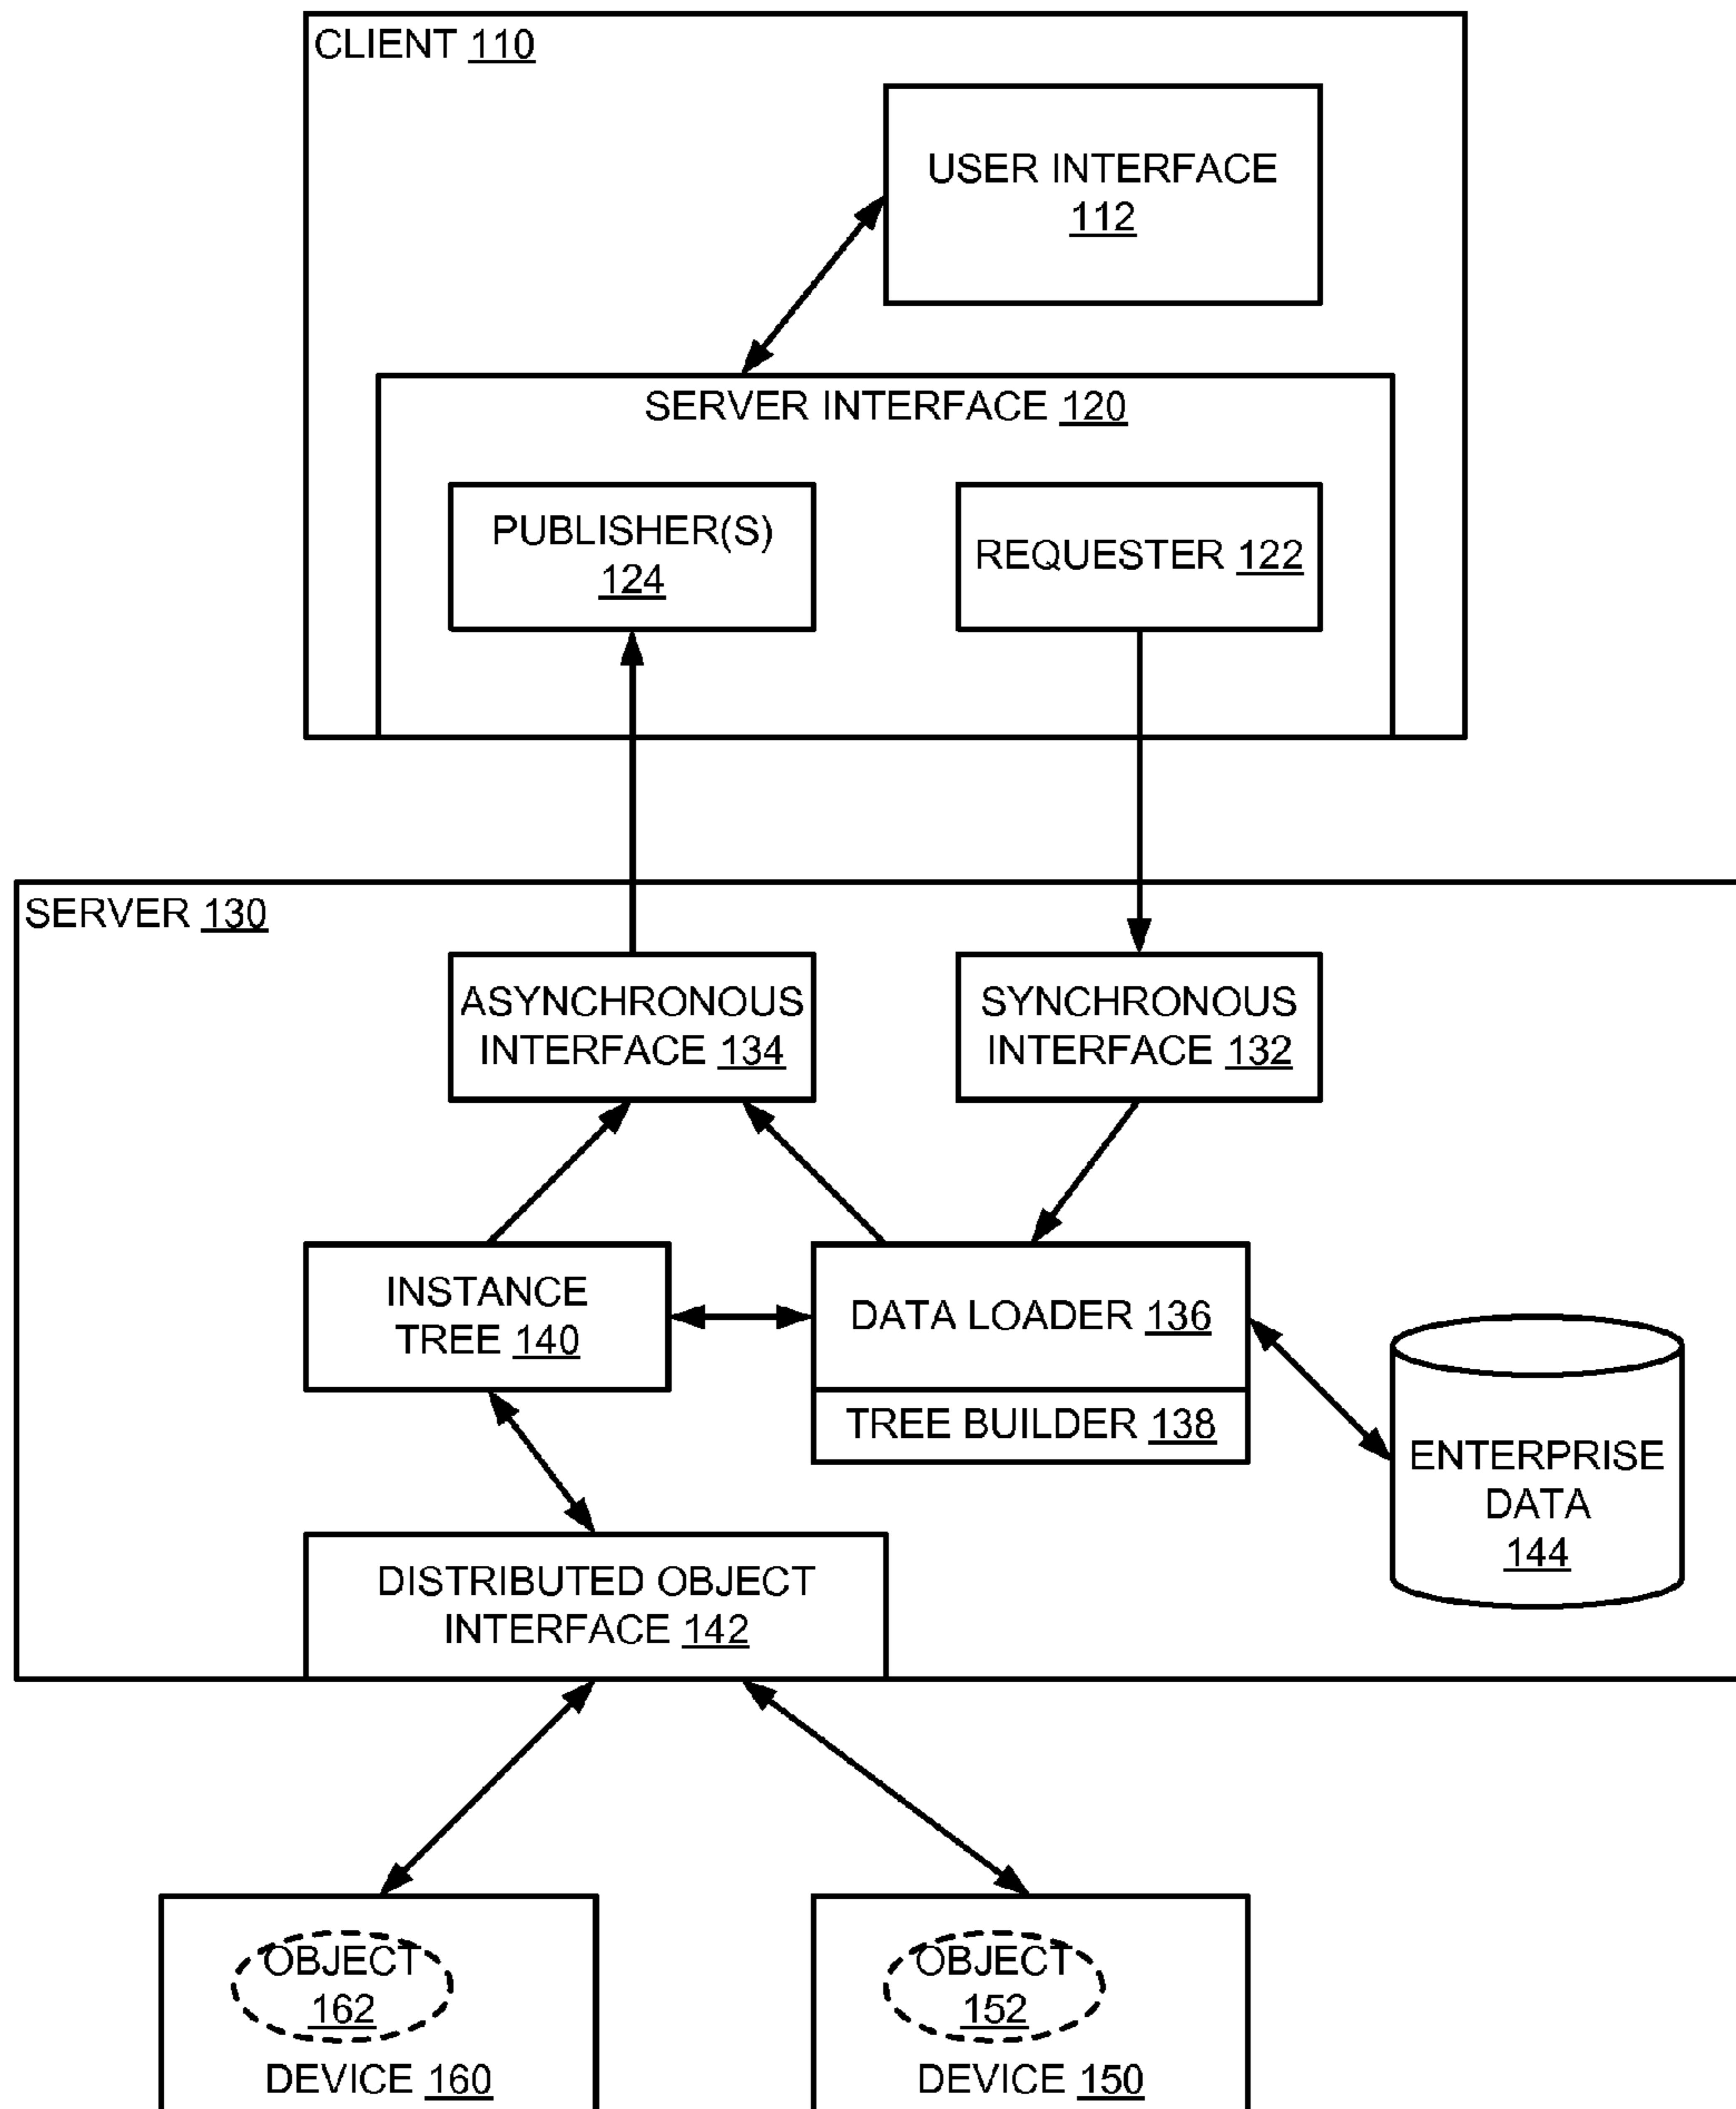 CLIENT 110
USER INTERFACE
112
SERVER INTERFACE 120
PUBLISHER(S)
124
REQUESTER 122
SERVER 130
ASYNCHRONOUS
INTERFACE 134
SYNCHRONOUS
INTERFACE 132
INSTANCE
TREE 140
DATA LOADER 136
TREE BUILDER 138
ENTERPRISE
DATA
144
DISTRIBUTED OBJECT
INTERFACE 142
OBJECT
162
DEVICE 160
OBJECT
152
DEVICE 150